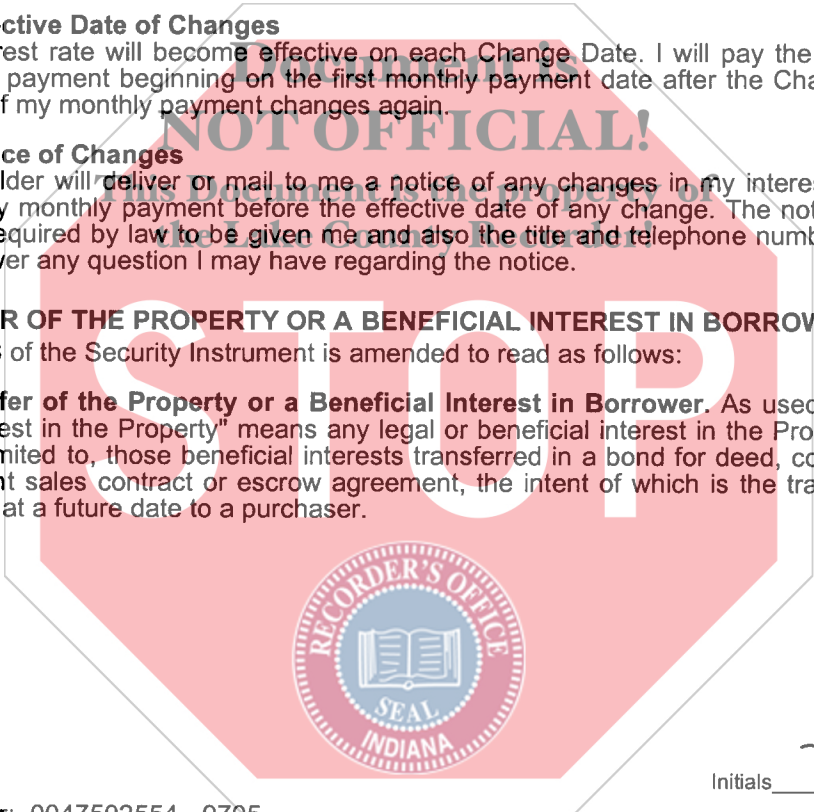 ctive Date of Changes
rest rate will become effective on each Change Date. I will pay the
payment beginning on the first monthly payment date after the Cha
f my monthly payment changes again.
Document is
NOT OFFICIAL!
This Document is the property of
the Lake County Recorder!
ce of Changes
lder will deliver or mail to me a notice of any changes in my interes
y monthly payment before the effective date of any change. The not
equired by law to be given me and also the title and telephone numb
er any question I may have regarding the notice.
STOP
R OF THE PROPERTY OR A BENEFICIAL INTEREST IN BORROW
of the Security Instrument is amended to read as follows:
fer of the Property or a Beneficial Interest in Borrower. As used
est in the Property" means any legal or beneficial interest in the Pro
mited to, those beneficial interests transferred in a bond for deed, co
nt sales contract or escrow agreement, the intent of which is the tra
at a future date to a purchaser.
RECORDER'S OFFICE
SEAL
INDIANA
Initials